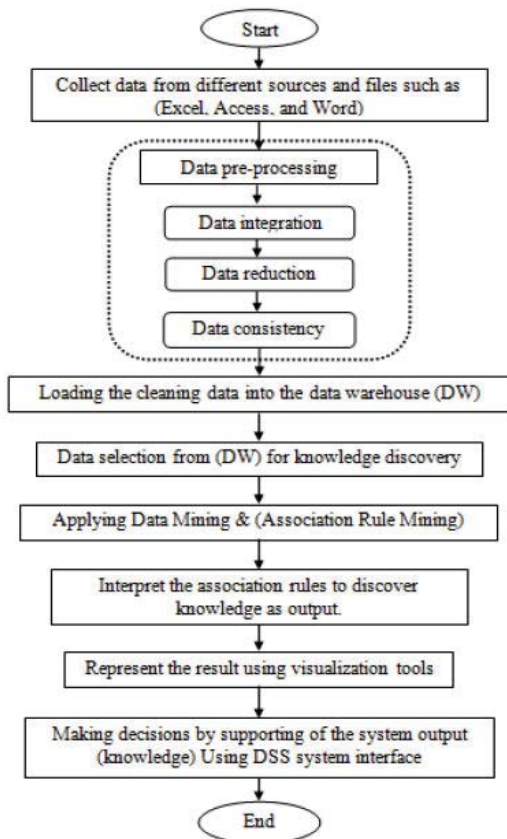 Start
Collect data from different sources and files such as
(Excel, Access, and Word)
Data pre-processing
Data integration
Data reduction
Data consistency
Loading the cleaning data into the data warehouse (DW)
Data selection from (DW) for knowledge discovery
Applying Data Mining & (Association Rule Mining)
Interpret the association rules to discover
knowledge as output.
Represent the result using visualization tools
Making decisions by supporting of the system output
(knowledge) Using DSS system interface
End